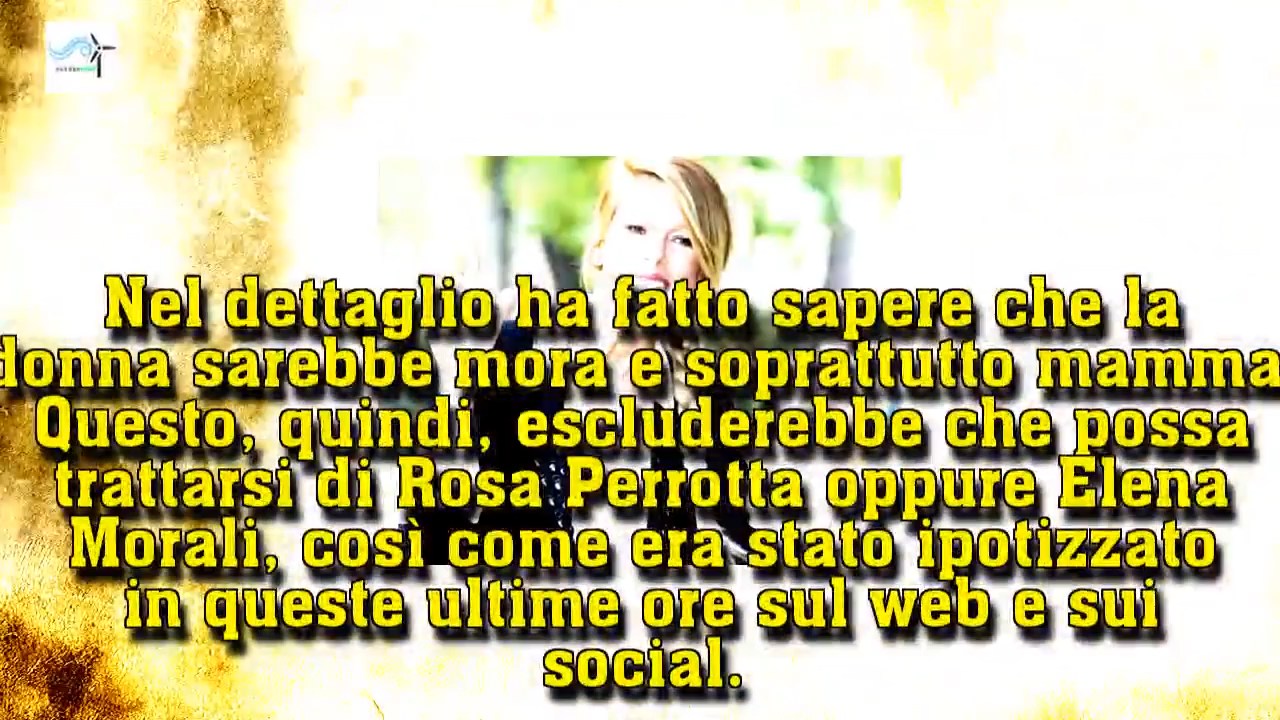 Nel dettaglio ha fatto sapere che la
donna sarebbe mora e soprattutto mamma
Questo, quindi, escluderebbe che possa
trattarsi di Rosa Perrotta oppure Elena
Morali, così come era stato ipotizzato
in queste ultime ore sul web e sui
social.